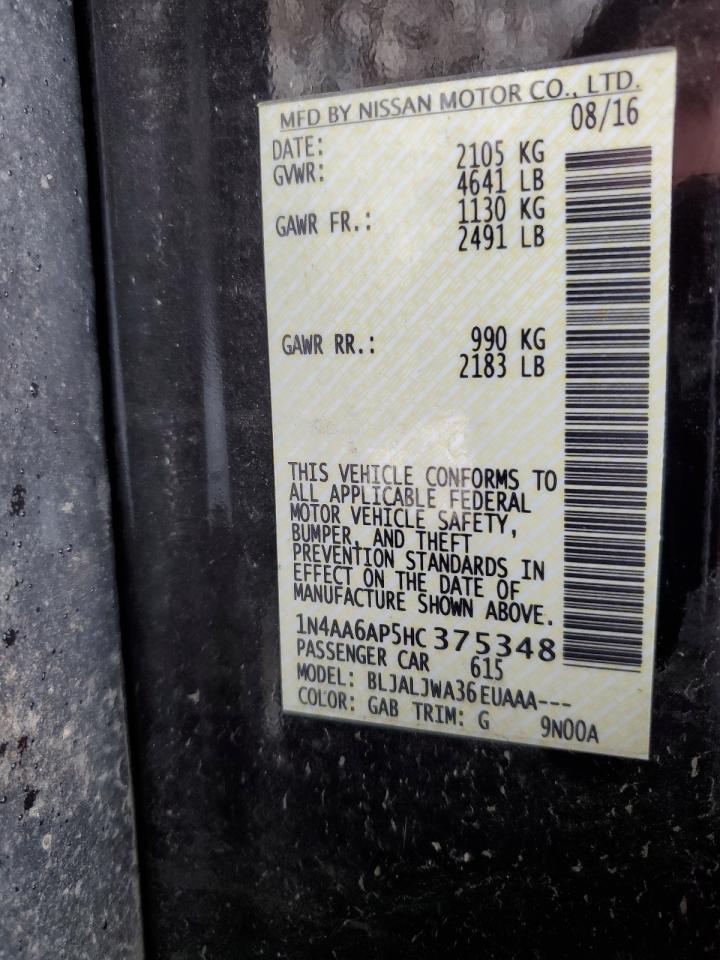 MFD BY NISSAN MOTOR CO., LTD.
DATE: 08/16
GVWR: 2105 KG
4641 LB
GAWR FR.: 1130 KG
2491 LB
GAWR RR.: 990 KG
2183 LB
THIS VEHICLE CONFORMS TO
ALL APPLICABLE FEDERAL
MOTOR VEHICLE SAFETY,
BUMPER, AND THEFT
PREVENTION STANDARDS IN
EFFECT ON THE DATE OF
MANUFACTURE SHOWN ABOVE.
1N4AA6AP5HC375348
PASSENGER CAR 615
MODEL: BLJALJWA36EUAAA---
COLOR: GAB TRIM: G 9N00A